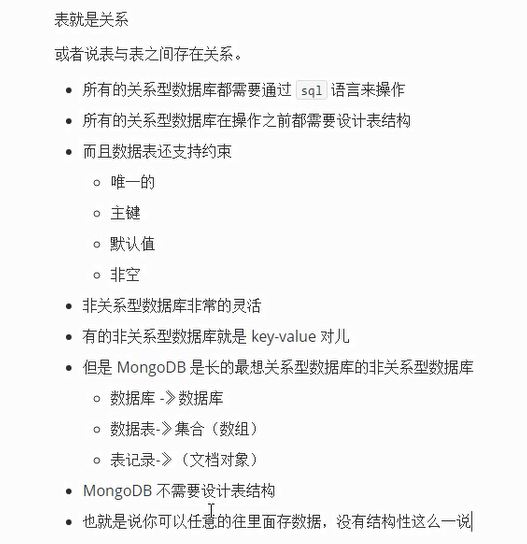 表就是关系
或者说表与表之间存在关系。
所有的关系型数据库都需要通过 sql 语言来操作
所有的关系型数据库在操作之前都需要设计表结构
而且数据表还支持约束
唯一的
主键
默认值
非空
非关系型数据库非常的灵活
有的非关系型数据库就是 key-value 对儿
但是 MongoDB 是长的最想关系型数据库的非关系型数据库
数据库 -》数据库
数据表-》集合（数组）
表记录-》（文档对象）
MongoDB 不需要设计表结构
也就是说你可以任意的往里面存数据，没有结构性这么一说